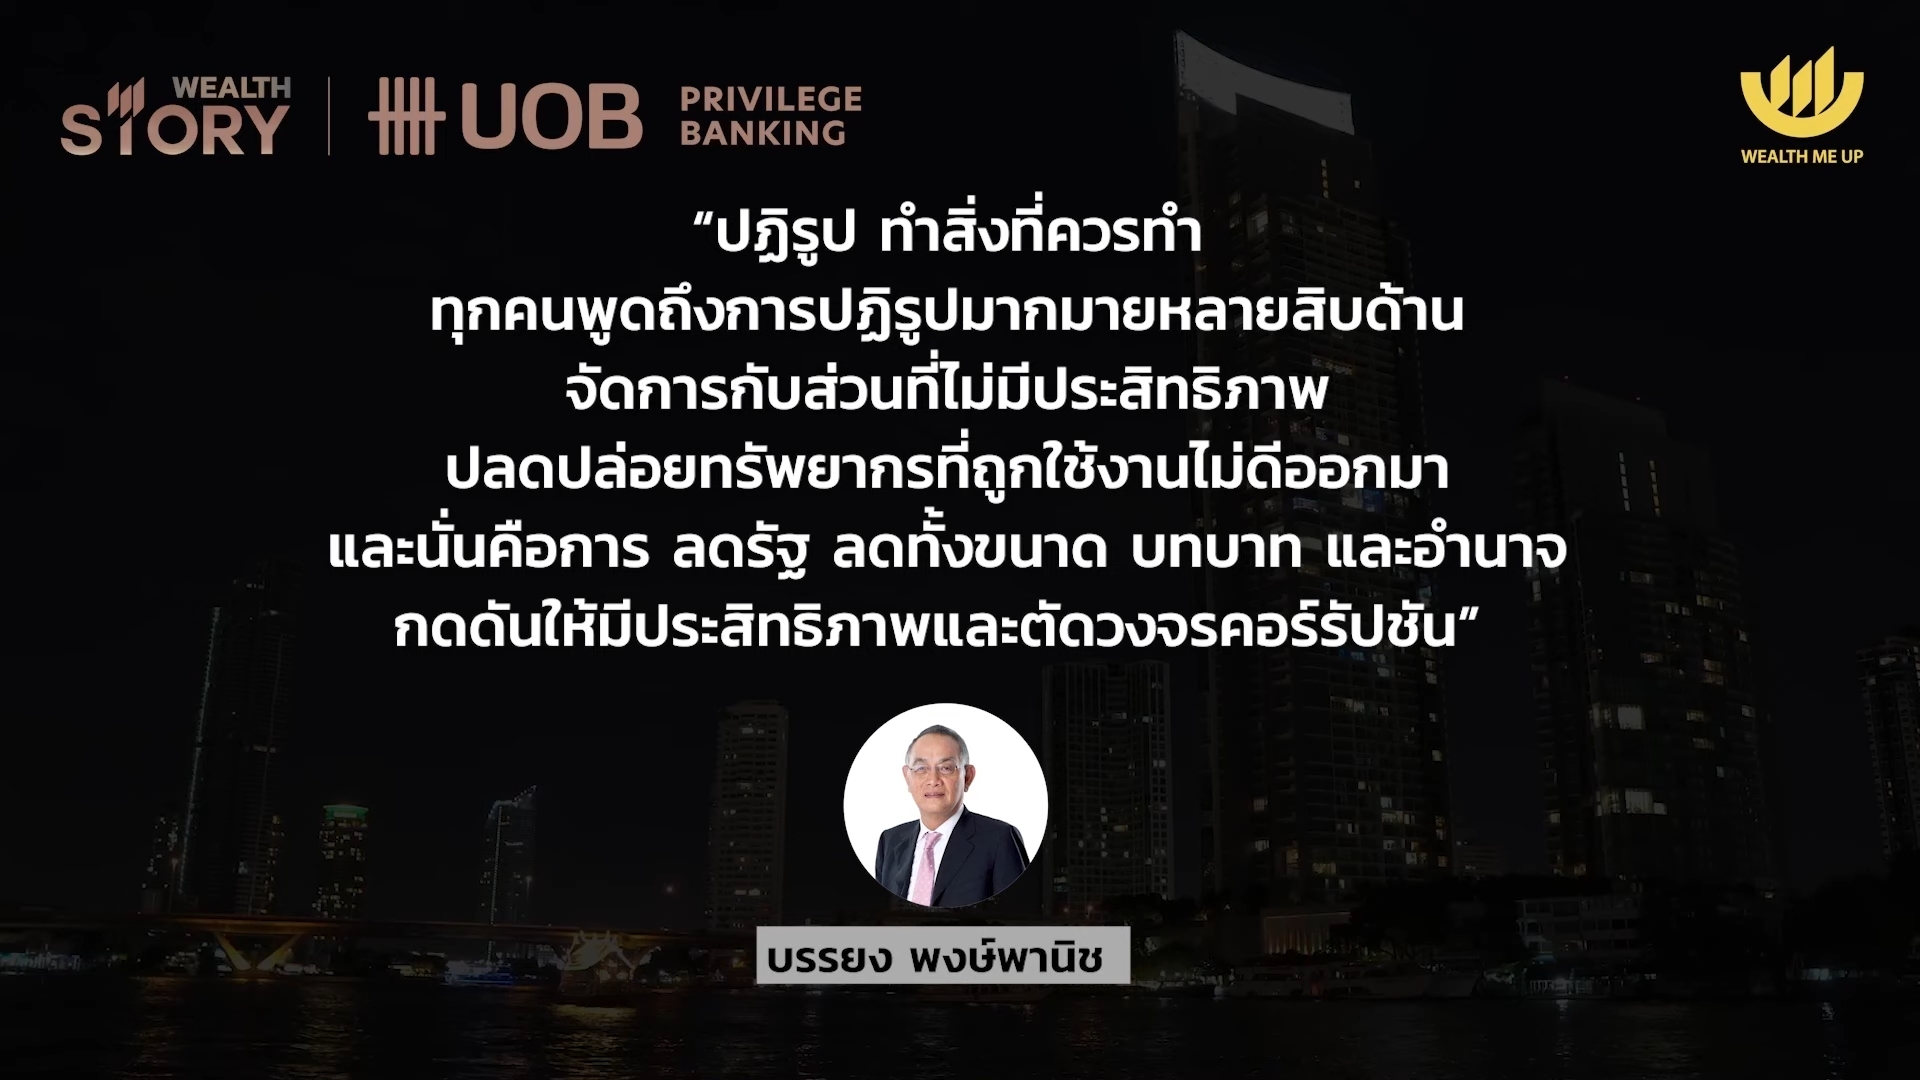 WEALTH
STORY
UOB
PRIVILEGE
BANKING
WEALTH ME UP
“ปฏิรูป ทำสิ่งที่ควรทำ
ทุกคนพูดถึงการปฏิรูปมากมายหลายสิบด้าน
จัดการกับส่วนที่ไม่มีประสิทธิภาพ
ปลดปล่อยทรัพยากรที่ถูกใช้งานไม่ดีออกมา
และนั่นคือการ ลดรัฐ ลดทั้งขนาด บทบาท และอำนาจ
กดดันให้มีประสิทธิภาพและตัดวงจรคอร์รัปชัน”
บรรยง พงษ์พานิช